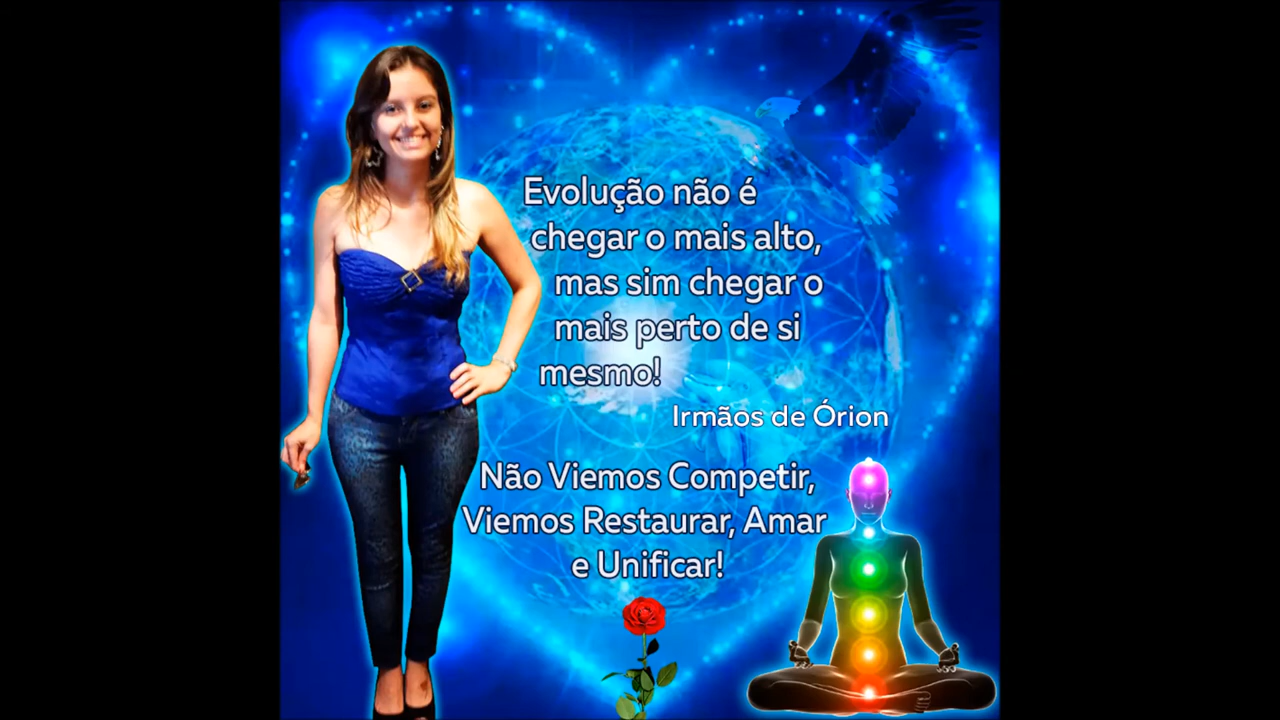 Evolução não é
chegar o mais alto,
mas sim chegar o
mais perto de si
mesmo!
Irmãos de Órion
Não Viemos Competir,
Viemos Restaurar, Amar
e Unificar!